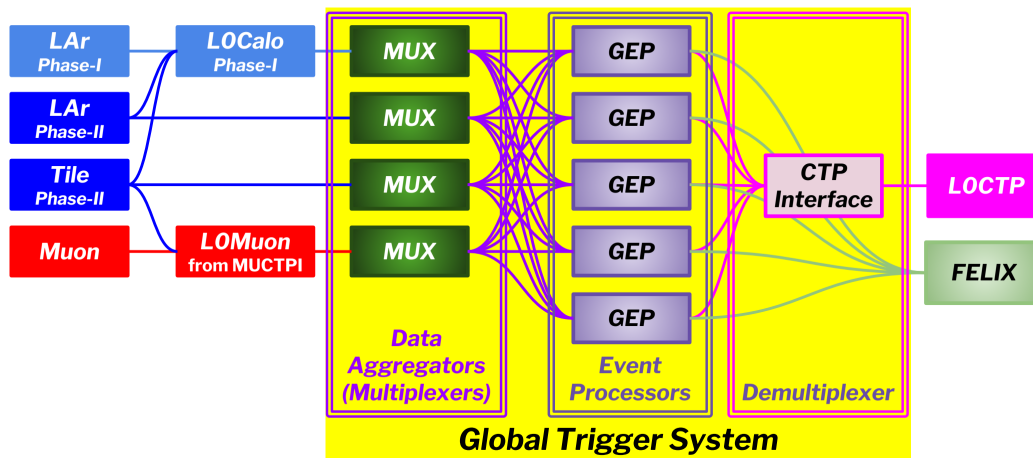 LAr
Phase-I
L0Calo
Phase-I
MUX
GEP
LAr
Phase-II
MUX
GEP
Tile
Phase-II
MUX
GEP
CTP
Interface
L0CTP
Muon
L0Muon
from MUCTPI
MUX
GEP
FELIX
GEP
Data
Aggregators
(Multiplexers)
Event
Processors
Demultiplexer
Global Trigger System